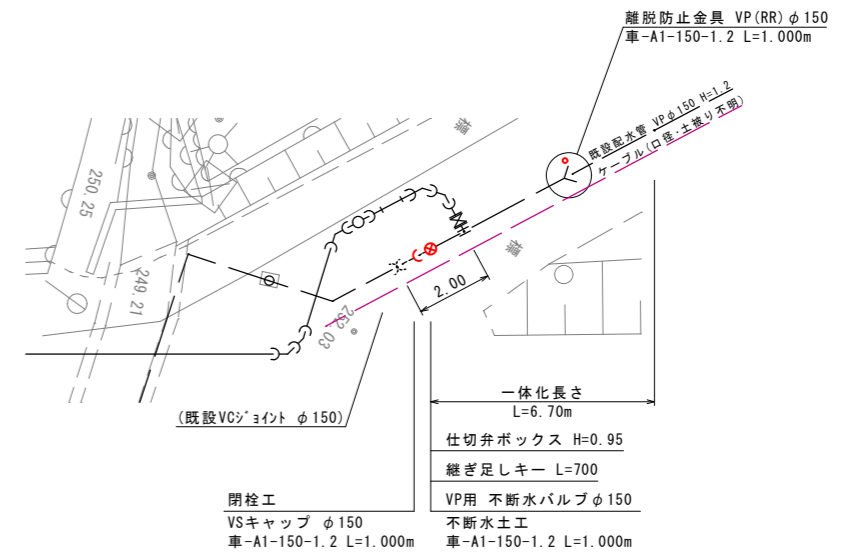 離脱防止金具 VP(RR)φ150
車-A1-150-1.2 L=1.000m
既設配水管 VPφ150 H=1.2
ケーブル(口径・土被り不明)
標
標
250.25
249.21
252.03
2.00
(既設VCｼﾞｮｲﾝﾄ φ150)
一体化長さ
L=6.70m
仕切弁ボックス H=0.95
継ぎ足しキー L=700
閉栓工
VSキャップ φ150
車-A1-150-1.2 L=1.000m
VP用 不断水バルブφ150
不断水土工
車-A1-150-1.2 L=1.000m